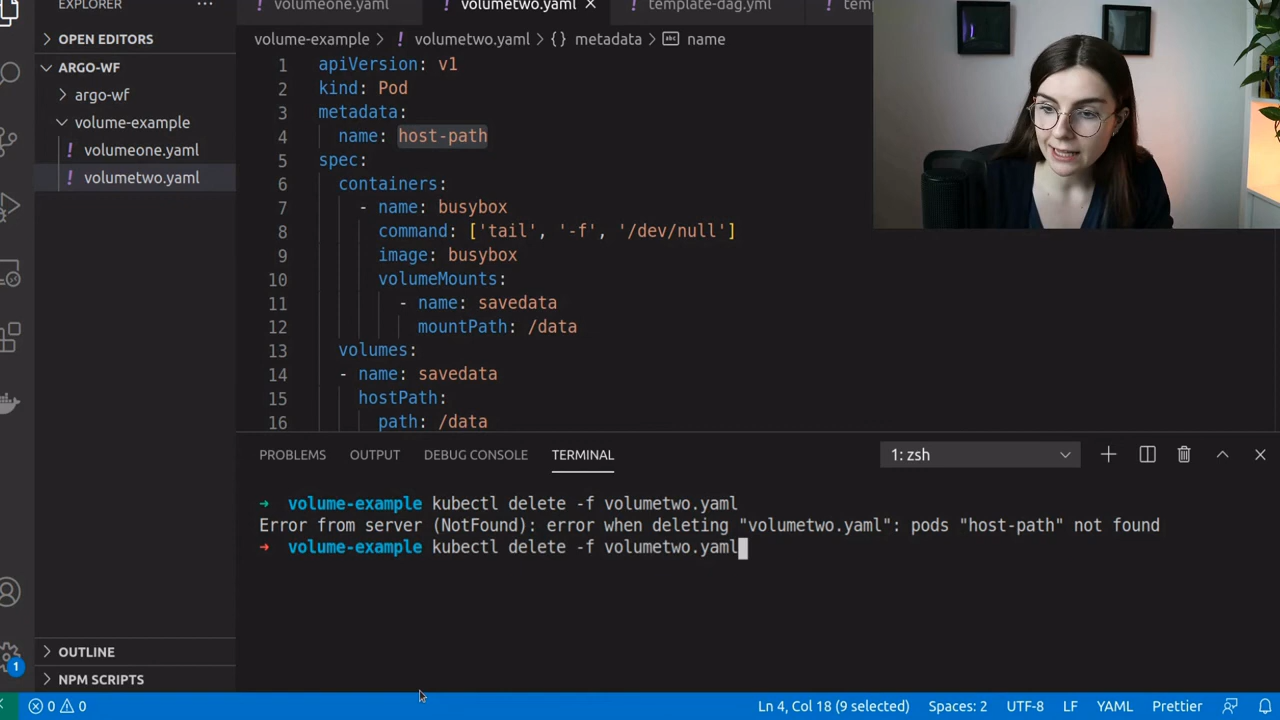 EXPLORER
···
! volumeone.yaml
! volumetwo.yaml ×
! template-dag.yml
! temp
OPEN EDITORS
ARGO-WF
argo-wf
volume-example
! volumeone.yaml
! volumetwo.yaml
volume-example > ! volumetwo.yaml > {} metadata > abc name
1 apiVersion: v1
2 kind: Pod
3 metadata:
4 name: host-path
5 spec:
6 containers:
7 - name: busybox
8 command: ['tail', '-f', '/dev/null']
9 image: busybox
10 volumeMounts:
11 - name: savedata
12 mountPath: /data
13 volumes:
14 - name: savedata
15 hostPath:
16 path: /data
PROBLEMS OUTPUT DEBUG CONSOLE TERMINAL 1: zsh
→ volume-example kubectl delete -f volumetwo.yaml
Error from server (NotFound): error when deleting "volumetwo.yaml": pods "host-path" not found
→ volume-example kubectl delete -f volumetwo.yaml
OUTLINE
NPM SCRIPTS
1
0 0 Ln 4, Col 18 (9 selected) Spaces: 2 UTF-8 LF YAML Prettier